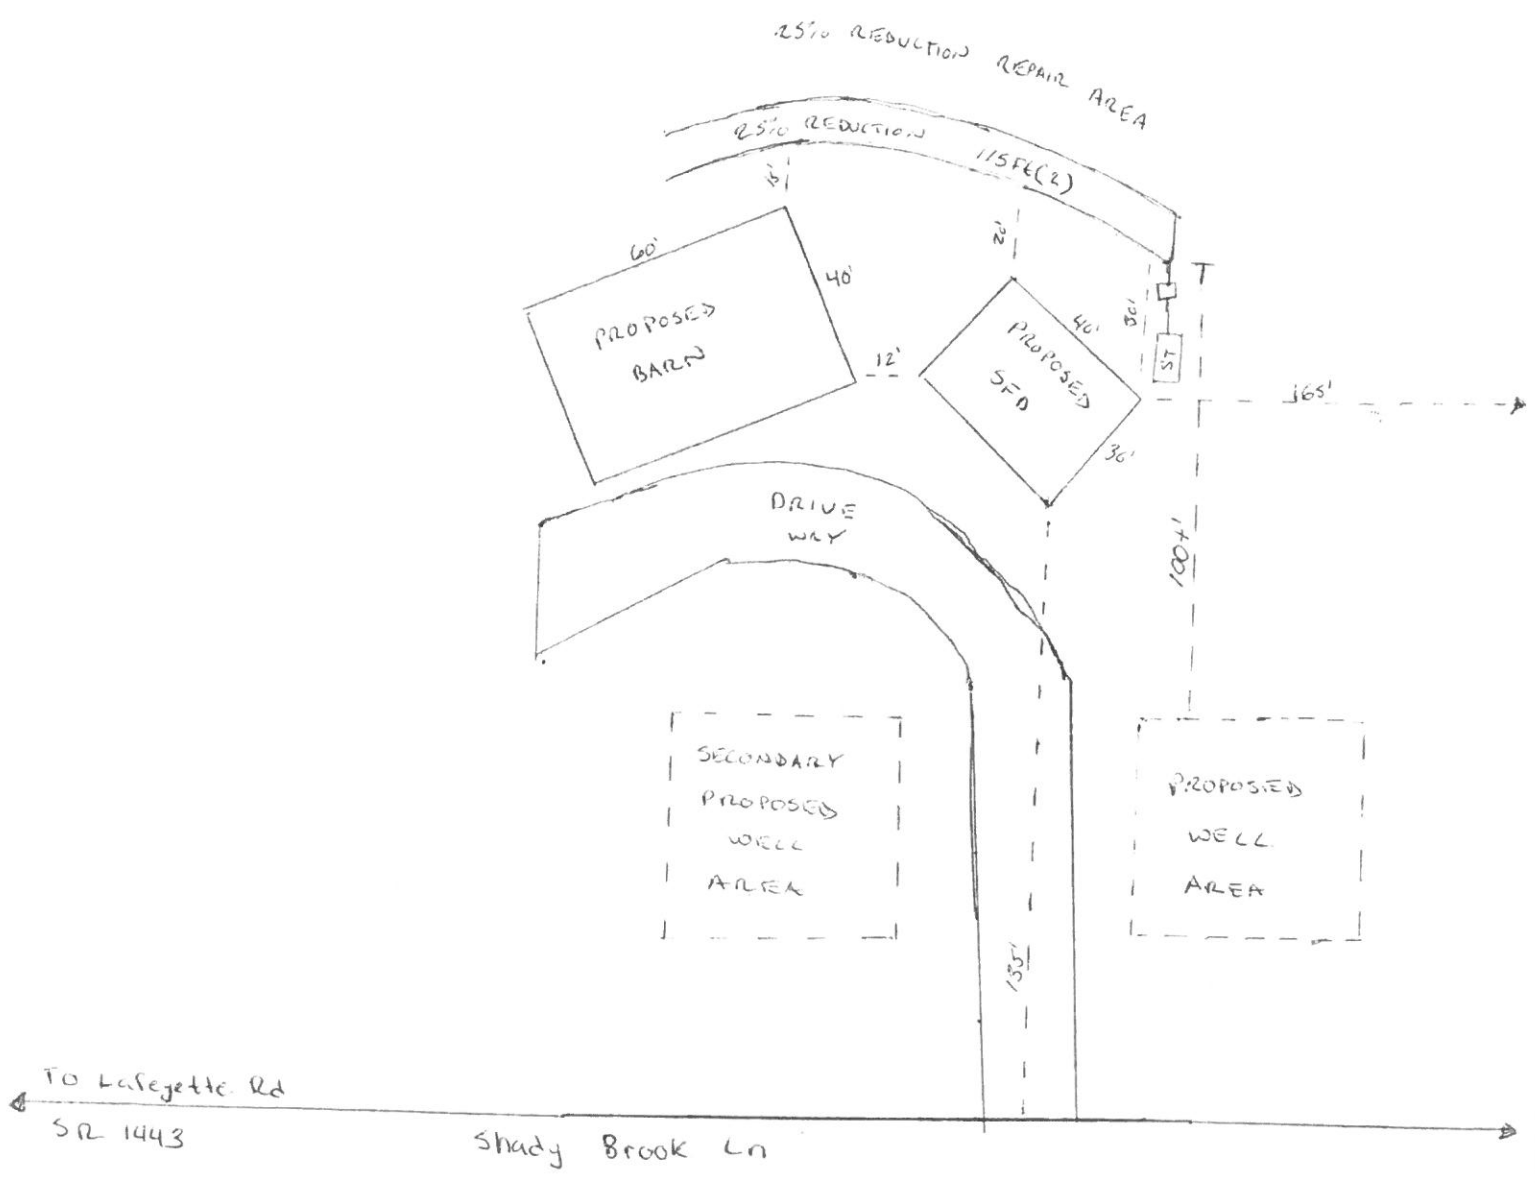 25% REDUCTION REPAIR AREA
25% REDUCTION 115Ft(2)
15'
20'
60'
40'
PROPOSED
BARN
12'
40'
PROPOSED
SFD
30'
30'
ST
165'
DRIVE
WAY
100+'
SECONDARY
PROPOSED
WELL
AREA
PROPOSED
WELL
AREA
135'
TO Lafayette Rd
SR 1443
Shady Brook Ln